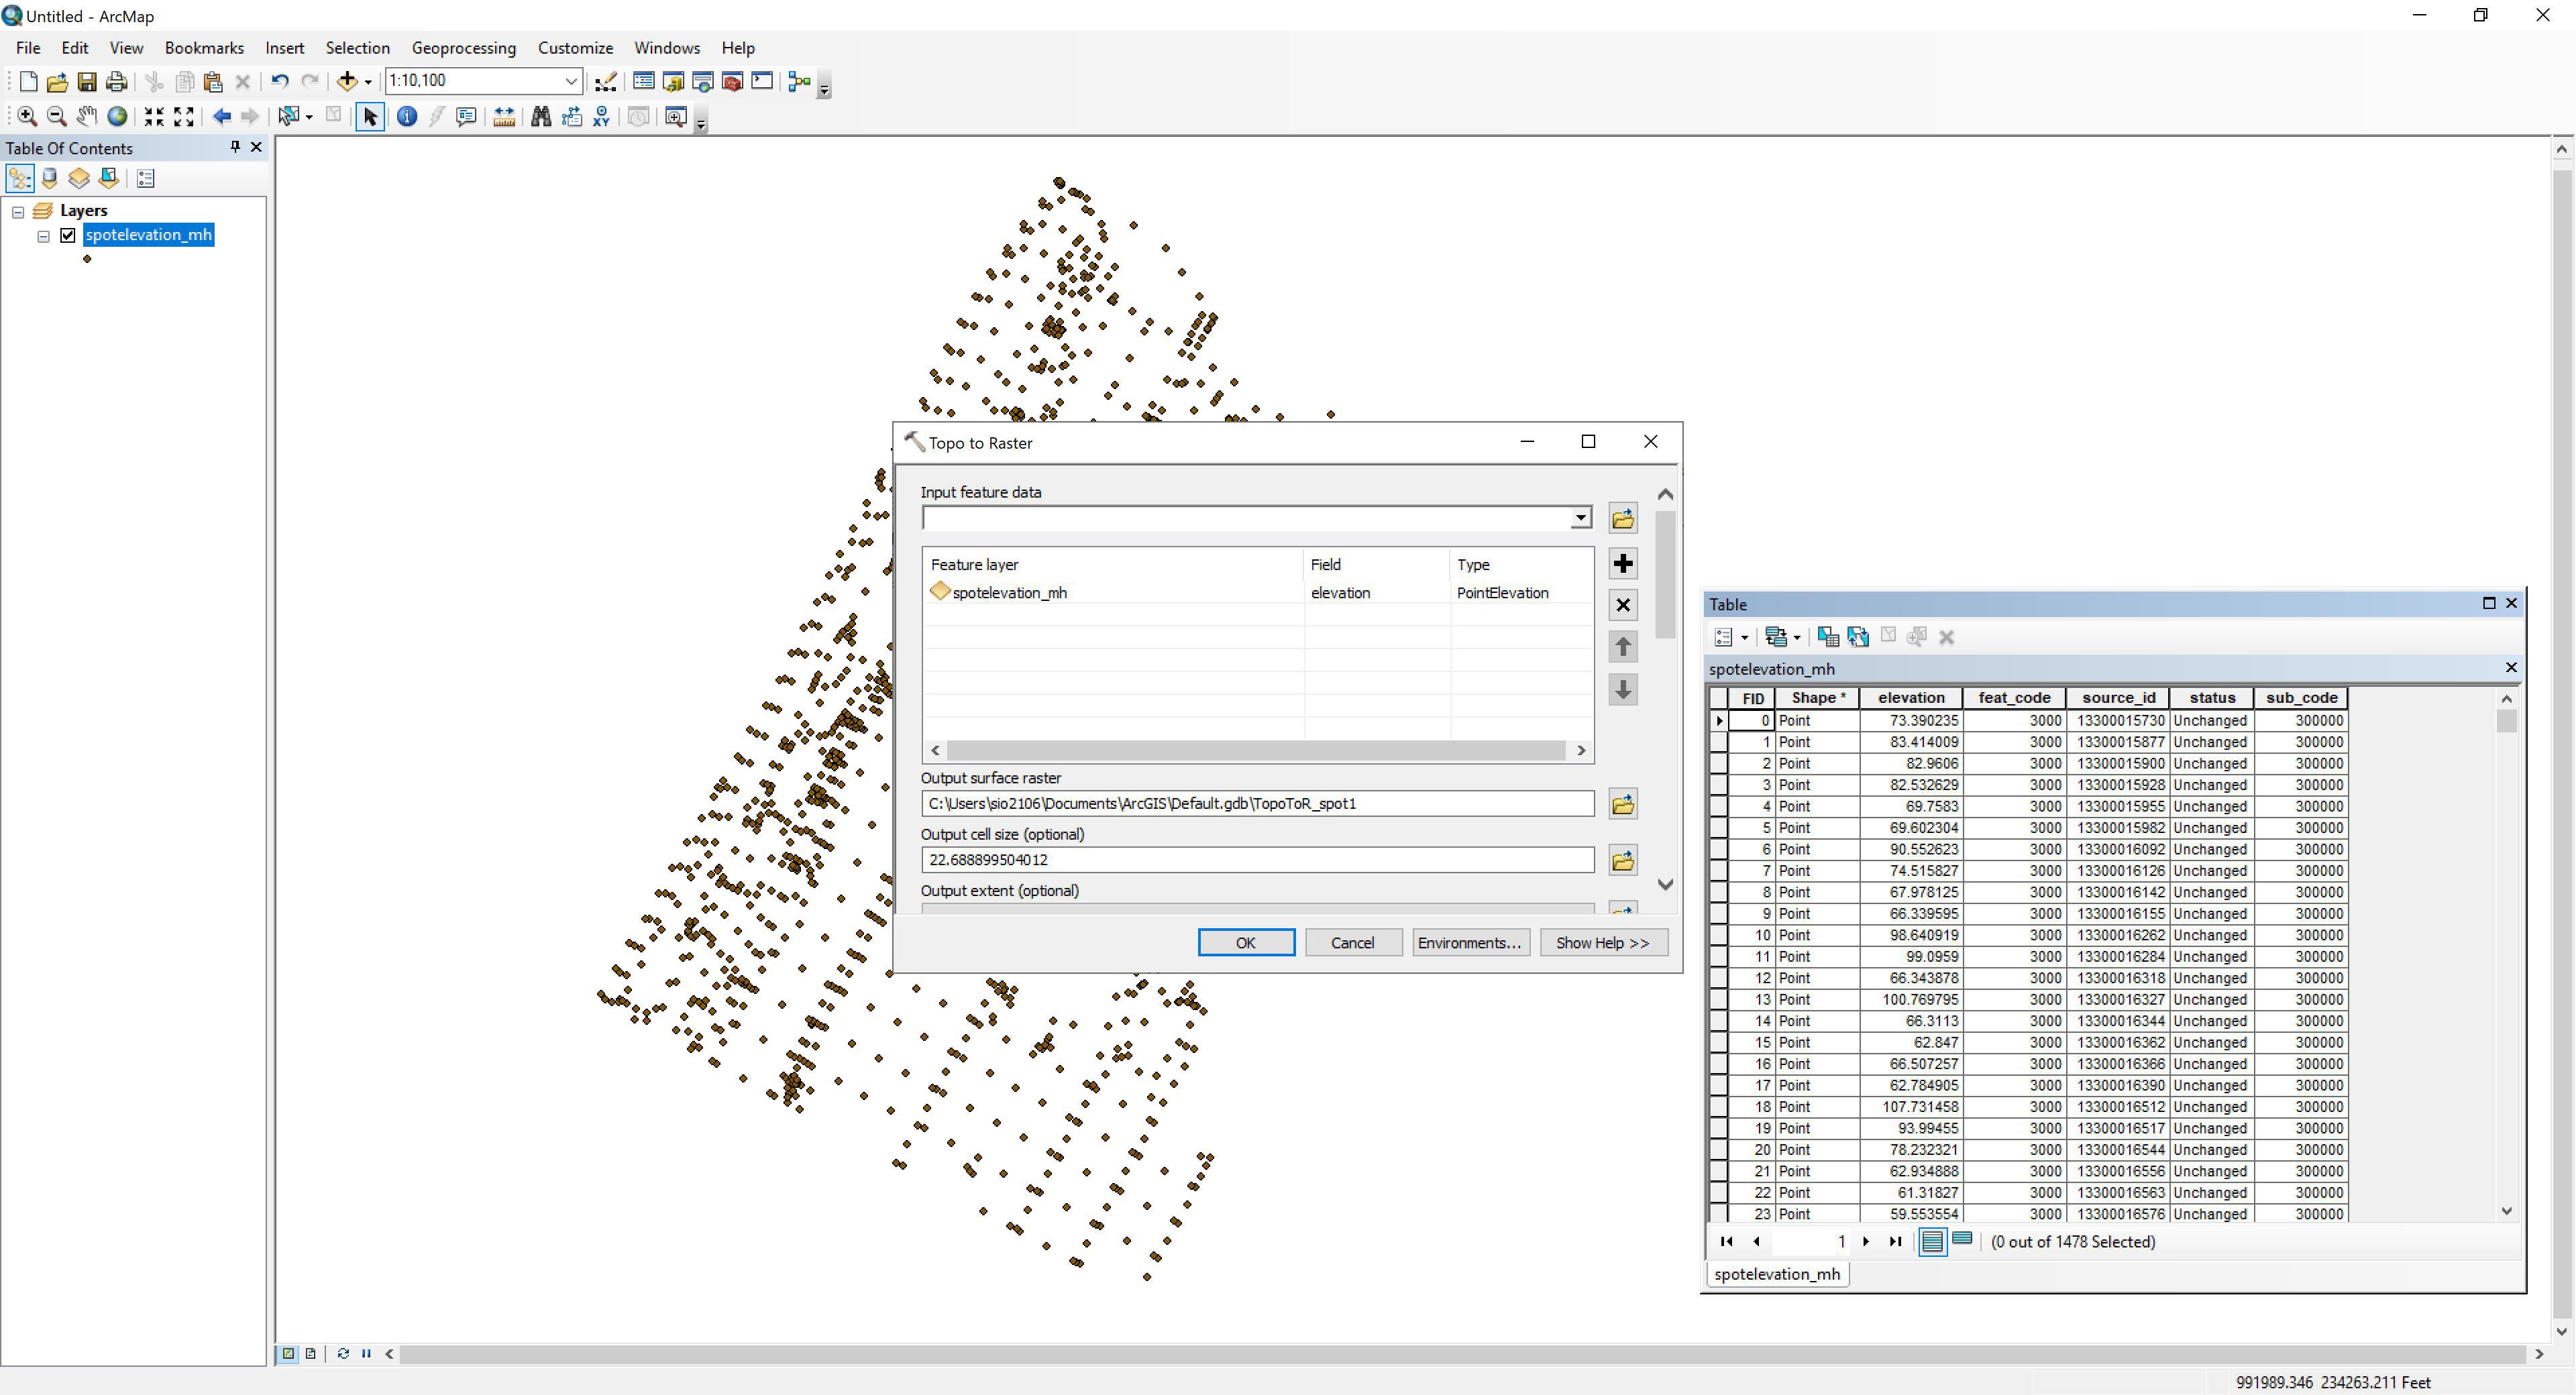 Untitled - ArcMap
File Edit View Bookmarks Insert Selection Geoprocessing Customize Windows Help
1:10,100
XY
Table Of Contents
Layers
spotelevation_mh
Topo to Raster
Input feature data
Feature layer Field Type
spotelevation_mh elevation PointElevation
Output surface raster
C:\Users\sio2106\Documents\ArcGIS\Default.gdb\TopoToR_spot1
Output cell size (optional)
22.688899504012
Output extent (optional)
OK Cancel Environments... Show Help >>
Table
spotelevation_mh
FID Shape * elevation feat_code source_id status sub_code
0 Point 73.390235 3000 13300015730 Unchanged 300000
1 Point 83.414009 3000 13300015877 Unchanged 300000
2 Point 82.9606 3000 13300015900 Unchanged 300000
3 Point 82.532629 3000 13300015928 Unchanged 300000
4 Point 69.7583 3000 13300015955 Unchanged 300000
5 Point 69.602304 3000 13300015982 Unchanged 300000
6 Point 90.552623 3000 13300016092 Unchanged 300000
7 Point 74.515827 3000 13300016126 Unchanged 300000
8 Point 67.978125 3000 13300016142 Unchanged 300000
9 Point 66.339595 3000 13300016155 Unchanged 300000
10 Point 98.640919 3000 13300016262 Unchanged 300000
11 Point 99.0959 3000 13300016284 Unchanged 300000
12 Point 66.343878 3000 13300016318 Unchanged 300000
13 Point 100.769795 3000 13300016327 Unchanged 300000
14 Point 66.3113 3000 13300016344 Unchanged 300000
15 Point 62.847 3000 13300016362 Unchanged 300000
16 Point 66.507257 3000 13300016366 Unchanged 300000
17 Point 62.784905 3000 13300016390 Unchanged 300000
18 Point 107.731458 3000 13300016512 Unchanged 300000
19 Point 93.99455 3000 13300016517 Unchanged 300000
20 Point 78.232321 3000 13300016544 Unchanged 300000
21 Point 62.934888 3000 13300016556 Unchanged 300000
22 Point 61.31827 3000 13300016563 Unchanged 300000
23 Point 59.553554 3000 13300016576 Unchanged 300000
1 (0 out of 1478 Selected)
spotelevation_mh
991989.346 234263.211 Feet